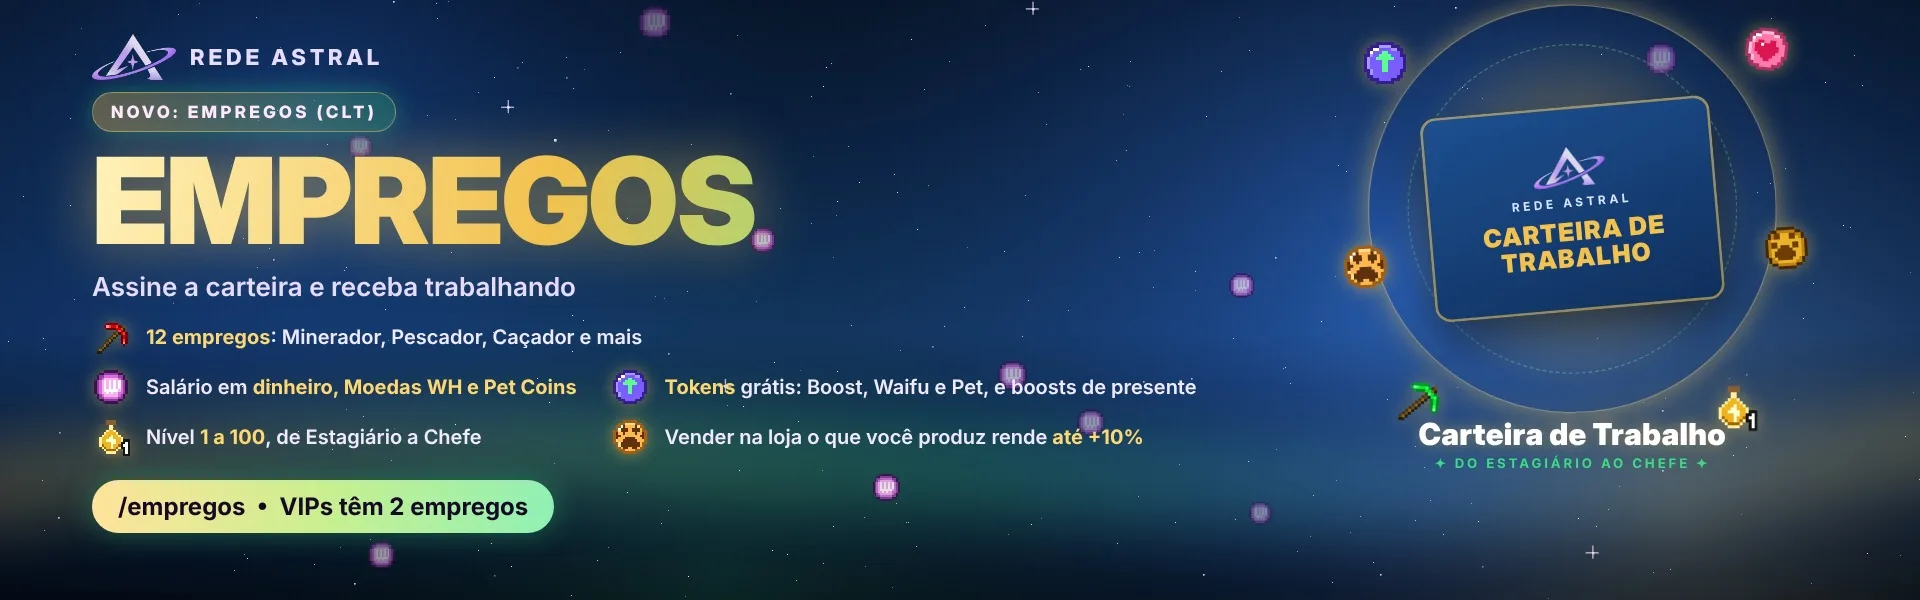 REDE ASTRAL
NOVO: EMPREGOS (CLT)
EMPREGOS
Assine a carteira e receba trabalhando
12 empregos: Minerador, Pescador, Caçador e mais
Salário em dinheiro, Moedas WH e Pet Coins
Tokens grátis: Boost, Waifu e Pet, e boosts de presente
Nível 1 a 100, de Estagiário a Chefe
Vender na loja o que você produz rende até +10%
/empregos • VIPs têm 2 empregos
REDE ASTRAL
CARTEIRA DE
TRABALHO
1
Carteira de Trabalho
✦ DO ESTAGIÁRIO AO CHEFE ✦
1